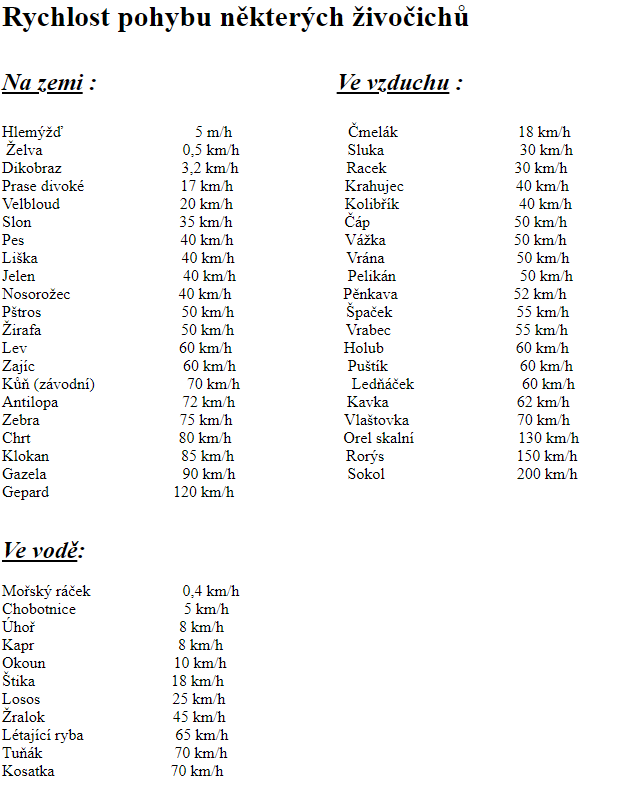 Rychlost pohybu některých živočichů
Na zemi : Ve vzduchu :
Hlemýžď 5 m/h Čmelák 18 km/h
Želva 0,5 km/h Sluka 30 km/h
Dikobraz 3,2 km/h Racek 30 km/h
Prase divoké 17 km/h Krahujec 40 km/h
Velbloud 20 km/h Kolibřík 40 km/h
Slon 35 km/h Čáp 50 km/h
Pes 40 km/h Vážka 50 km/h
Liška 40 km/h Vrána 50 km/h
Jelen 40 km/h Pelikán 50 km/h
Nosorožec 40 km/h Pěnkava 52 km/h
Pštros 50 km/h Špaček 55 km/h
Žirafa 50 km/h Vrabec 55 km/h
Lev 60 km/h Holub 60 km/h
Zajíc 60 km/h Puštík 60 km/h
Kůň (závodní) 70 km/h Ledňáček 60 km/h
Antilopa 72 km/h Kavka 62 km/h
Zebra 75 km/h Vlaštovka 70 km/h
Chrt 80 km/h Orel skalní 130 km/h
Klokan 85 km/h Rorýs 150 km/h
Gazela 90 km/h Sokol 200 km/h
Gepard 120 km/h
Ve vodě:
Mořský ráček 0,4 km/h
Chobotnice 5 km/h
Úhoř 8 km/h
Kapr 8 km/h
Okoun 10 km/h
Štika 18 km/h
Losos 25 km/h
Žralok 45 km/h
Létající ryba 65 km/h
Tuňák 70 km/h
Kosatka 70 km/h